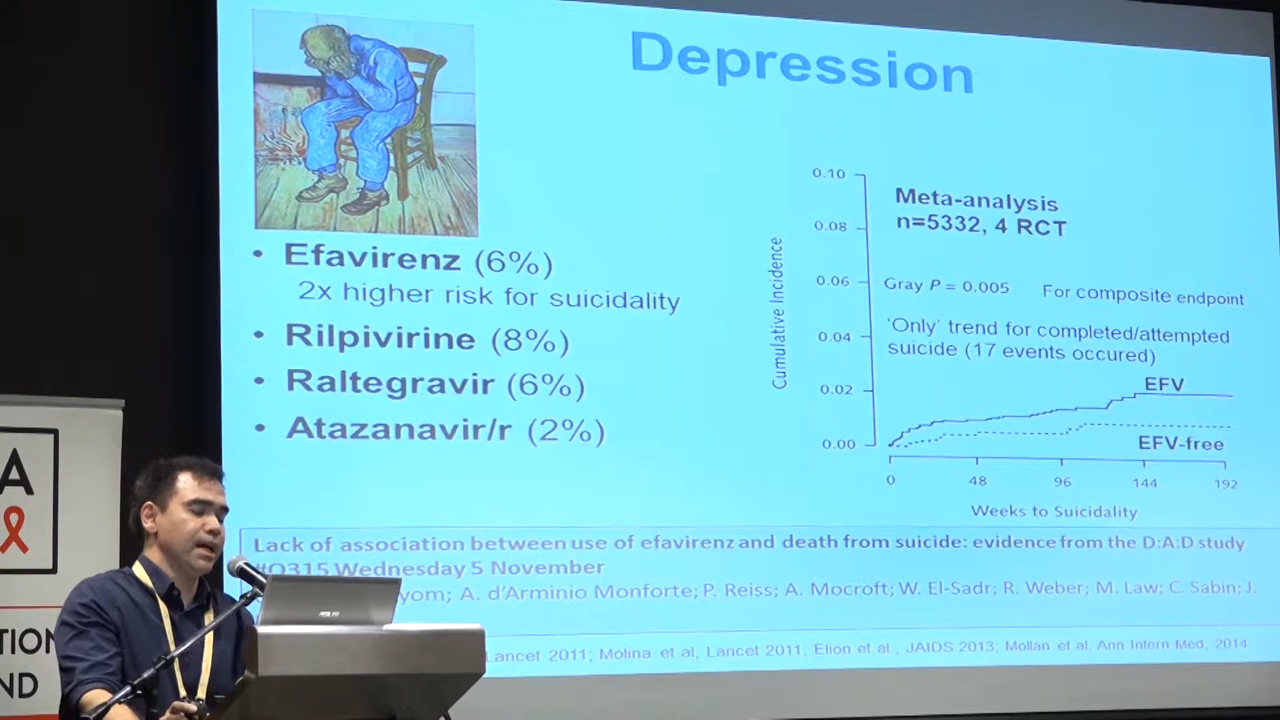 Depression
• Efavirenz (6%)
2x higher risk for suicidality
• Rilpivirine (8%)
• Raltegravir (6%)
• Atazanavir/r (2%)
Cumulative Incidence
0.10
0.08
0.06
0.04
0.02
0.00
Meta-analysis
n=5332, 4 RCT
Gray P = 0.005 For composite endpoint
'Only' trend for completed/attempted
suicide (17 events occured)
EFV
EFV-free
0 48 96 144 192
Weeks to Suicidality
Lack of association between use of efavirenz and death from suicide: evidence from the D:A:D study
#O315 Wednesday 5 November
yom; A. d'Arminio Monforte; P. Reiss; A. Mocroft; W. El-Sadr; R. Weber; M. Law; C. Sabin; J.
Lancet 2011; Molina et al, Lancet 2011, Elion et al., JAIDS 2013; Mollan et al. Ann Intern Med, 2014
A
TION
ND